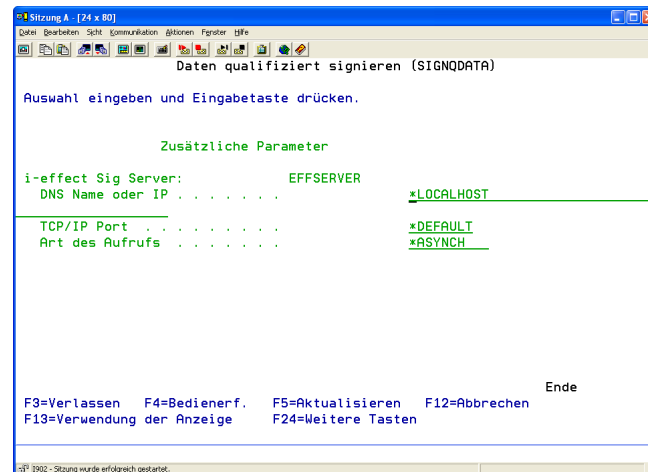 Sitzung A - [24 x 80]
Datei Bearbeiten Sicht Kommunikation Aktionen Fenster Hilfe
Daten qualifiziert signieren (SIGNQDATA)
Auswahl eingeben und Eingabetaste drücken.
Zusätzliche Parameter
i-effect Sig Server: EFFSERVER
DNS Name oder IP . . . . . . . *LOCALHOST
TCP/IP Port . . . . . . . . . *DEFAULT
Art des Aufrufs . . . . . . . *ASYNCH
Ende
F3=Verlassen F4=Bedienerf. F5=Aktualisieren F12=Abbrechen
F13=Verwendung der Anzeige F24=Weitere Tasten
I902 - Sitzung wurde erfolgreich gestartet.